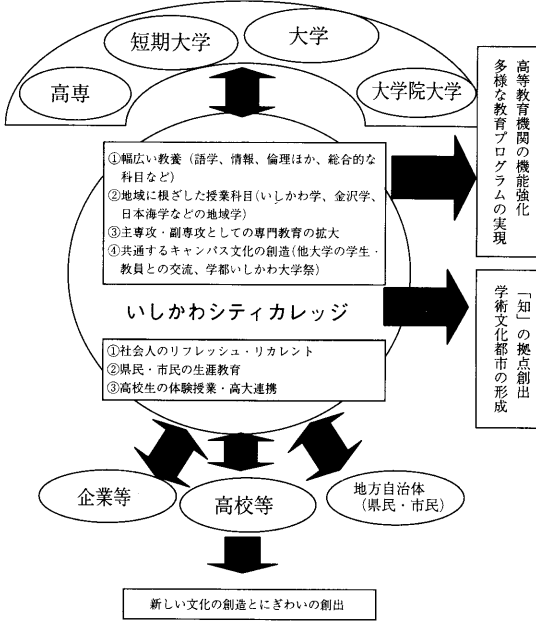 短期大学
大学
高専
大学院大学
高等教育機関の機能強化
多様な教育プログラムの実現
①幅広い教養（語学、情報、倫理ほか、総合的な
科目など）
②地域に根ざした授業科目（いしかわ学、金沢学、
日本海学などの地域学）
③主専攻・副専攻としての専門教育の拡大
④共通するキャンパス文化の創造（他大学の学生・
教員との交流、学都いしかわ大学祭）
いしかわシティカレッジ
「知」の拠点創出
学術文化都市の形成
①社会人のリフレッシュ・リカレント
②県民・市民の生涯教育
③高校生の体験授業・高大連携
企業等
高校等
地方自治体
（県民・市民）
新しい文化の創造とにぎわいの創出